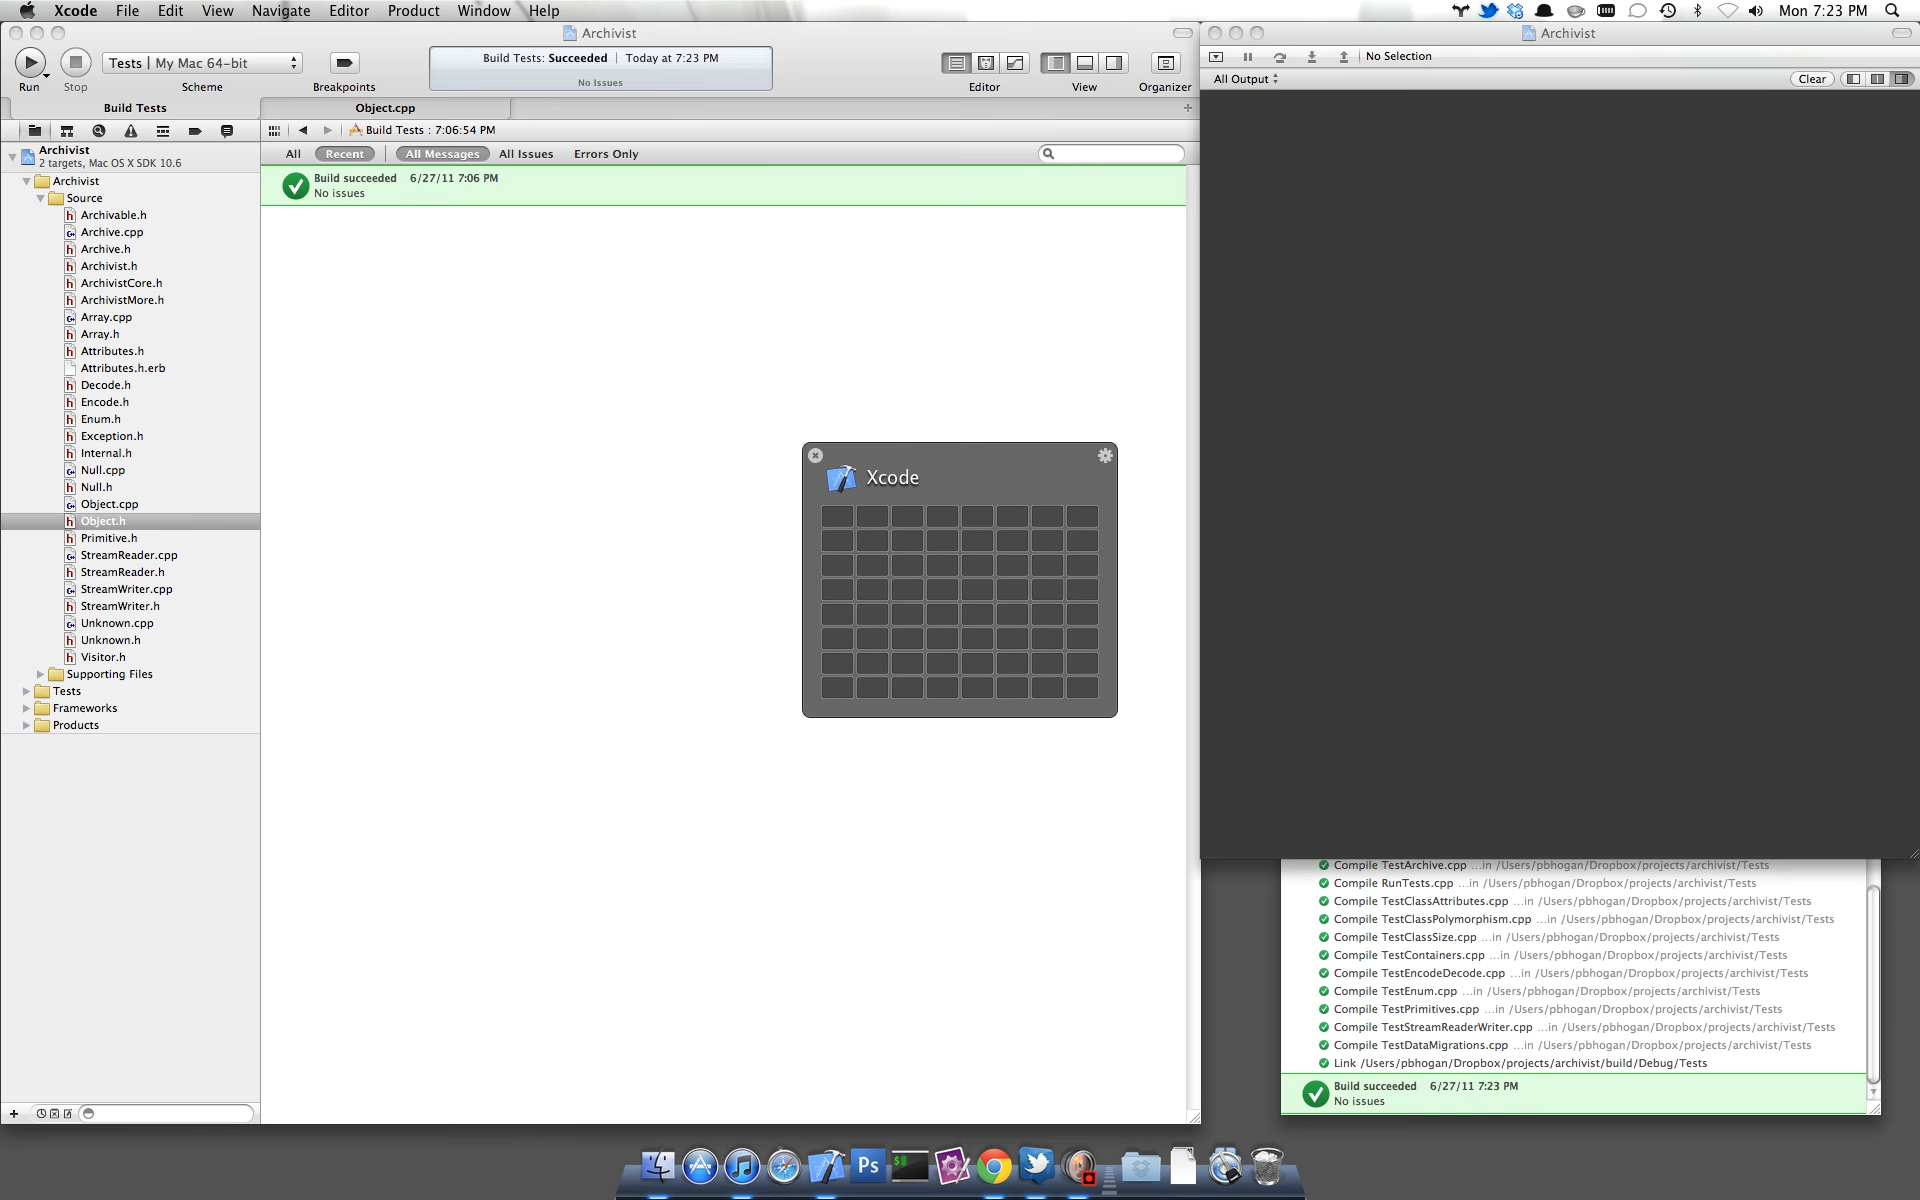 Xcode File Edit View Navigate Editor Product Window Help
Mon 7:23 PM
Archivist
Tests | My Mac 64-bit
Build Tests: Succeeded | Today at 7:23 PM
No Issues
Run Stop Scheme Breakpoints Editor View Organizer
Build Tests
Object.cpp
Build Tests : 7:06:54 PM
All Recent All Messages All Issues Errors Only
Build succeeded 6/27/11 7:06 PM
No issues
Archivist
2 targets, Mac OS X SDK 10.6
Archivist
Source
Archivable.h
Archive.cpp
Archive.h
Archivist.h
ArchivistCore.h
ArchivistMore.h
Array.cpp
Array.h
Attributes.h
Attributes.h.erb
Decode.h
Encode.h
Enum.h
Exception.h
Internal.h
Null.cpp
Null.h
Object.cpp
Object.h
Primitive.h
StreamReader.cpp
StreamReader.h
StreamWriter.cpp
StreamWriter.h
Unknown.cpp
Unknown.h
Visitor.h
Supporting Files
Tests
Frameworks
Products
Xcode
Archivist
No Selection
All Output
Clear
Compile TestArchive.cpp ...in /Users/pbhogan/Dropbox/projects/archivist/Tests
Compile RunTests.cpp ...in /Users/pbhogan/Dropbox/projects/archivist/Tests
Compile TestClassAttributes.cpp ...in /Users/pbhogan/Dropbox/projects/archivist/Tests
Compile TestClassPolymorphism.cpp ...in /Users/pbhogan/Dropbox/projects/archivist/Tests
Compile TestClassSize.cpp ...in /Users/pbhogan/Dropbox/projects/archivist/Tests
Compile TestContainers.cpp ...in /Users/pbhogan/Dropbox/projects/archivist/Tests
Compile TestEncodeDecode.cpp ...in /Users/pbhogan/Dropbox/projects/archivist/Tests
Compile TestEnum.cpp ...in /Users/pbhogan/Dropbox/projects/archivist/Tests
Compile TestPrimitives.cpp ...in /Users/pbhogan/Dropbox/projects/archivist/Tests
Compile TestStreamReaderWriter.cpp ...in /Users/pbhogan/Dropbox/projects/archivist/Tests
Compile TestDataMigrations.cpp ...in /Users/pbhogan/Dropbox/projects/archivist/Tests
Link /Users/pbhogan/Dropbox/projects/archivist/build/Debug/Tests
Build succeeded 6/27/11 7:23 PM
No issues
Ps